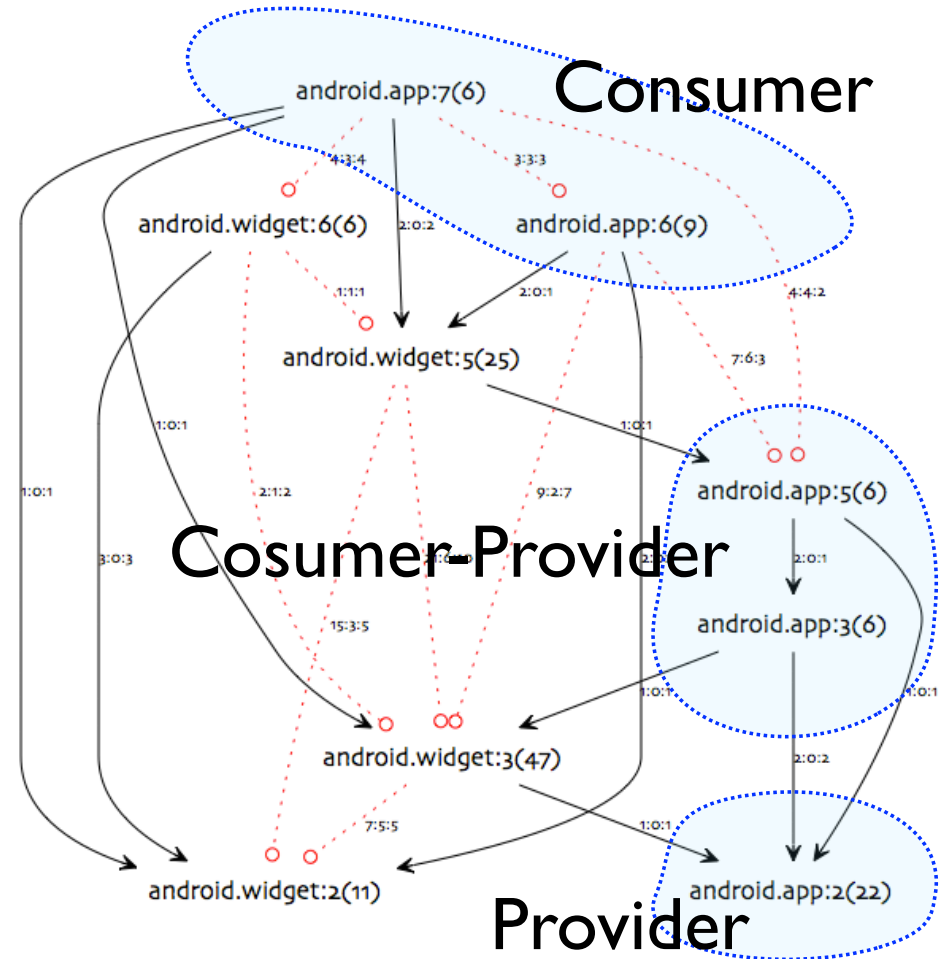 Consumer
android.app:7(6)
4:3:4
3:3:3
android.widget:6(6)
2:0:2
android.app:6(9)
1:1:1
2:0:1
4:4:2
android.widget:5(25)
7:6:3
1:0:1
1:0:1
1:0:1
2:1:2
9:2:7
android.app:5(6)
Cosumer-Provider
3:0:3
2:0:1
15:3:5
android.app:3(6)
1:0:1
1:0:1
android.widget:3(47)
2:0:2
7:5:5
1:0:1
android.widget:2(11)
android.app:2(22)
Provider